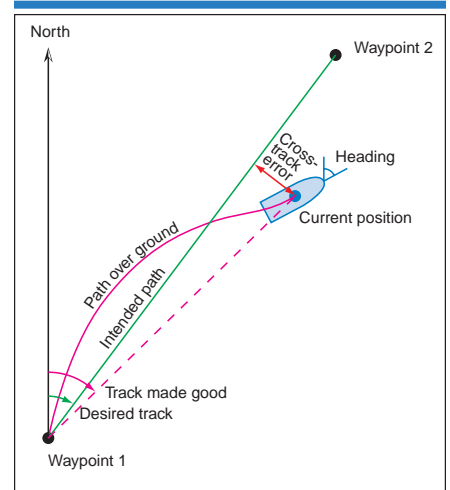 North
Waypoint 2
Cross-
track
error
Heading
Current position
Path over ground
Intended path
Track made good
Desired track
Waypoint 1